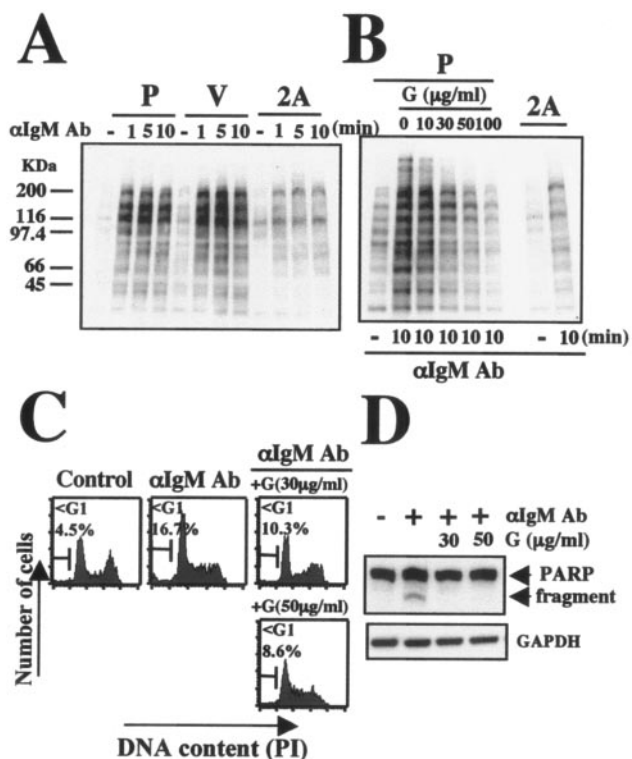 A
P V 2A
αIgM Ab - 1 5 10 - 1 5 10 - 1 5 10 (min)
KDa
200
116
97.4
66
45
B
P
G (μg/ml)
0 10 30 50 100
2A
- 10 10 10 10 10 - 10 (min)
αIgM Ab
C
Control αIgM Ab αIgM Ab
+G(30μg/ml)
<G1 <G1 <G1
4.5% 16.7% 10.3%
+G(50μg/ml)
<G1
8.6%
Number of cells
DNA content (PI)
D
- + + + αIgM Ab
30 50 G (μg/ml)
PARP
fragment
GAPDH